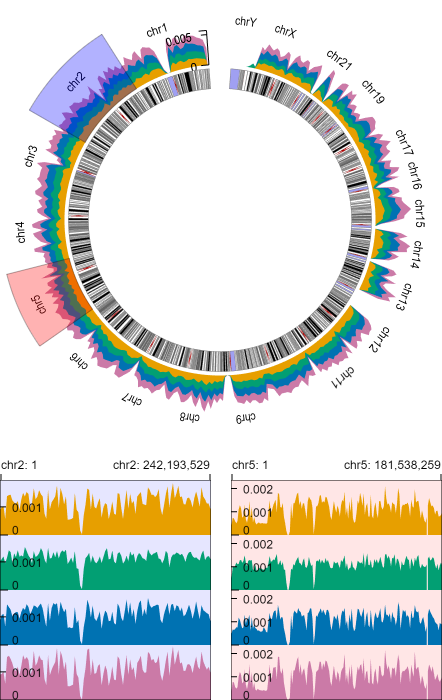 chrY
chrX
chr21
chr19
chr17
chr16
chr15
chr14
chr13
chr12
chr11
chr9
chr8
chr7
chr6
chr5
chr4
chr3
chr2
chr1
0.005
0
chr2: 1
chr2: 242,193,529
0.001
0
0.001
0
0.001
0
0.001
0
chr5: 1
chr5: 181,538,259
0.002
0.001
0
0.002
0.001
0
0.002
0.001
0
0.002
0.001
0